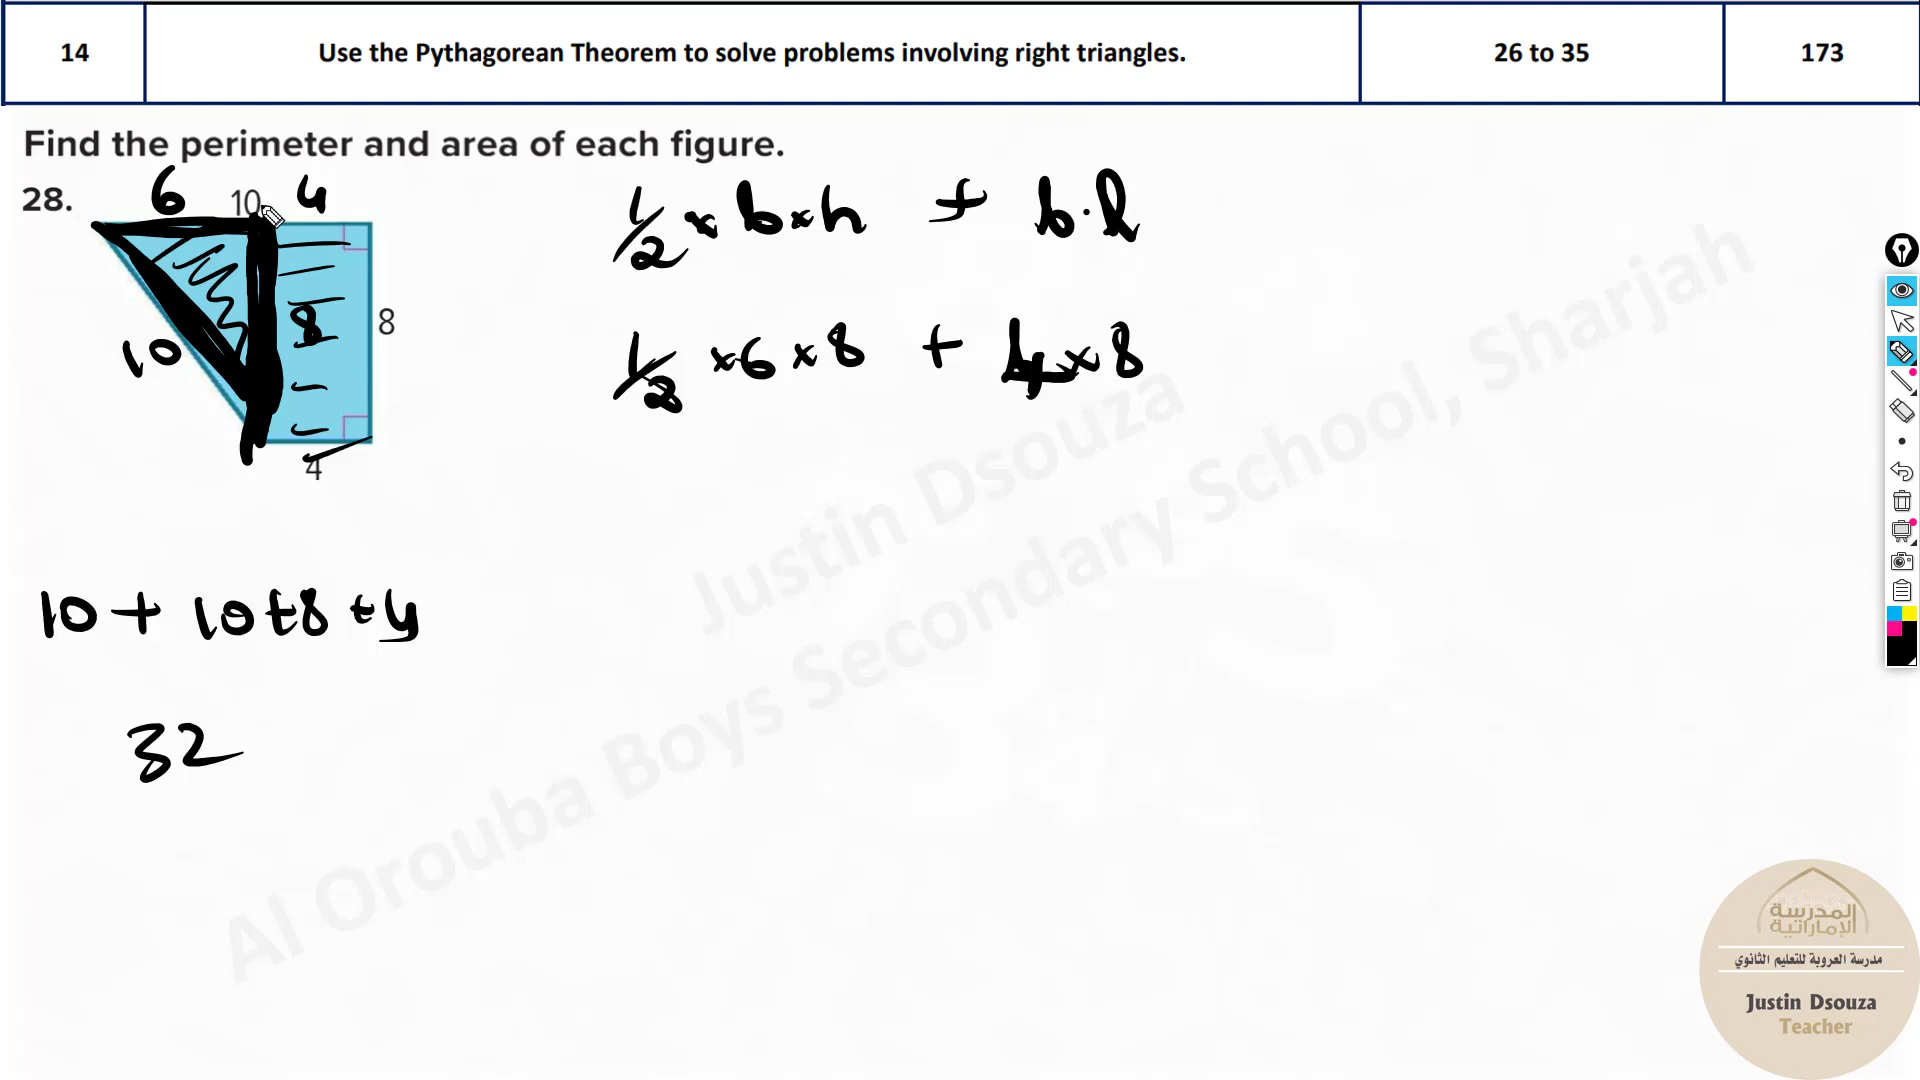 14 Use the Pythagorean Theorem to solve problems involving right triangles. 26 to 35 173
Find the perimeter and area of each figure.
28.
6 10 4
1/2 × b × h + b · l
8
8
10
1/2 × 6 × 8 + 4 × 8
4
10 + 10 + 8 + 4
32
Justin Dsouza
Al Orouba Boys Secondary School, Sharjah
المدرسة
الإماراتية
مدرسة العروبة للتعليم الثانوي
Justin Dsouza
Teacher